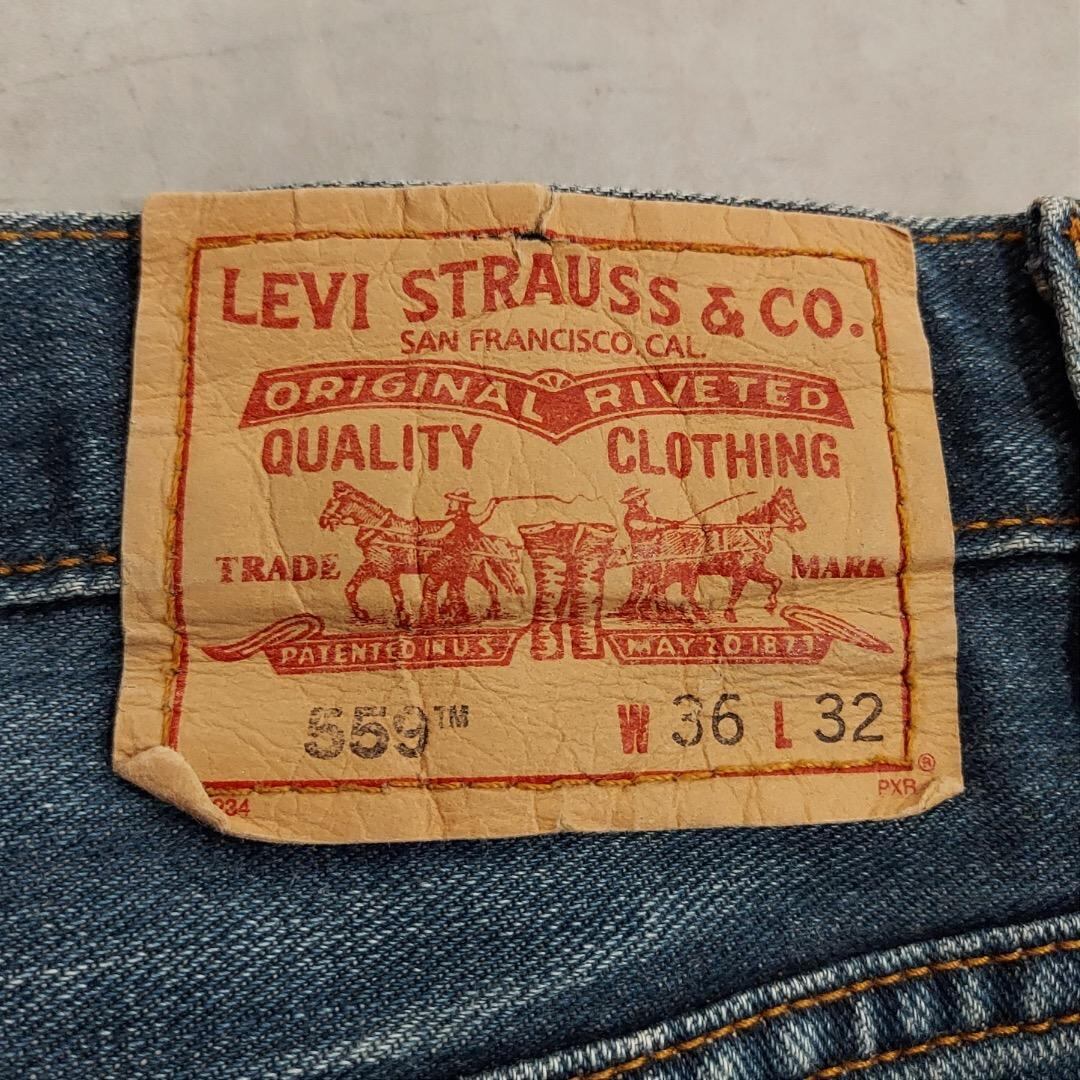 LEVI STRAUSS & CO.
SAN FRANCISCO, CAL.
ORIGINAL RIVETED
QUALITY CLOTHING
TRADE MARK
PATENTED IN U.S. MAY 20 1873
559™ W 36 L 32
®
234 PXR